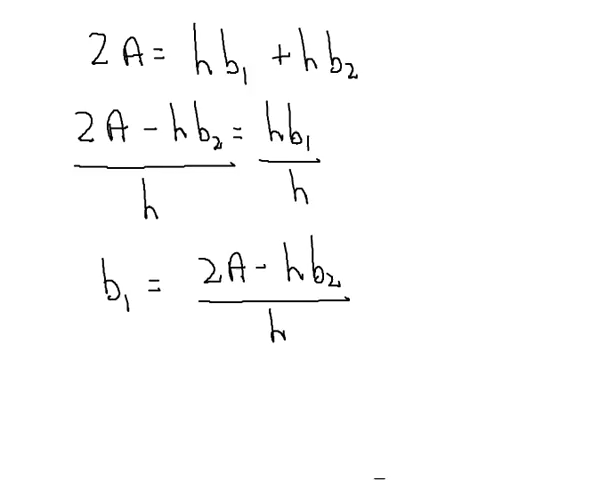 2A = hb₁ + hb₂
2A - hb₂ = hb₁
h h
b₁ = 2A - hb₂
h